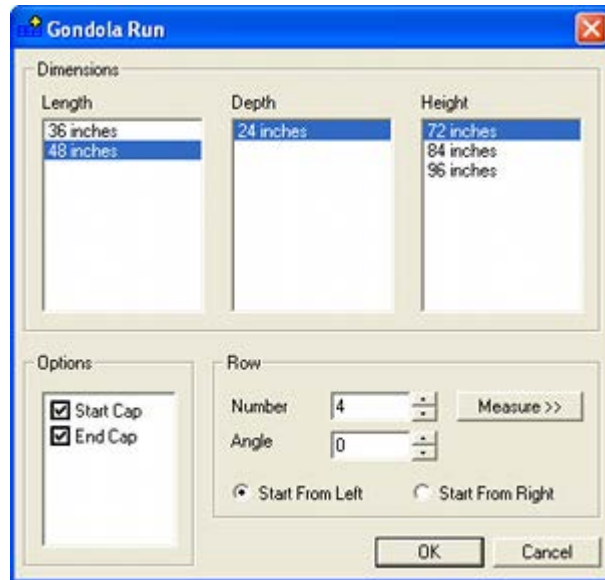 Gondola Run
Dimensions
Length
Depth
Height
36 inches
48 inches
24 inches
72 inches
84 inches
96 inches
Options
Start Cap
End Cap
Row
Number 4 Measure >>
Angle 0
Start From Left Start From Right
OK Cancel